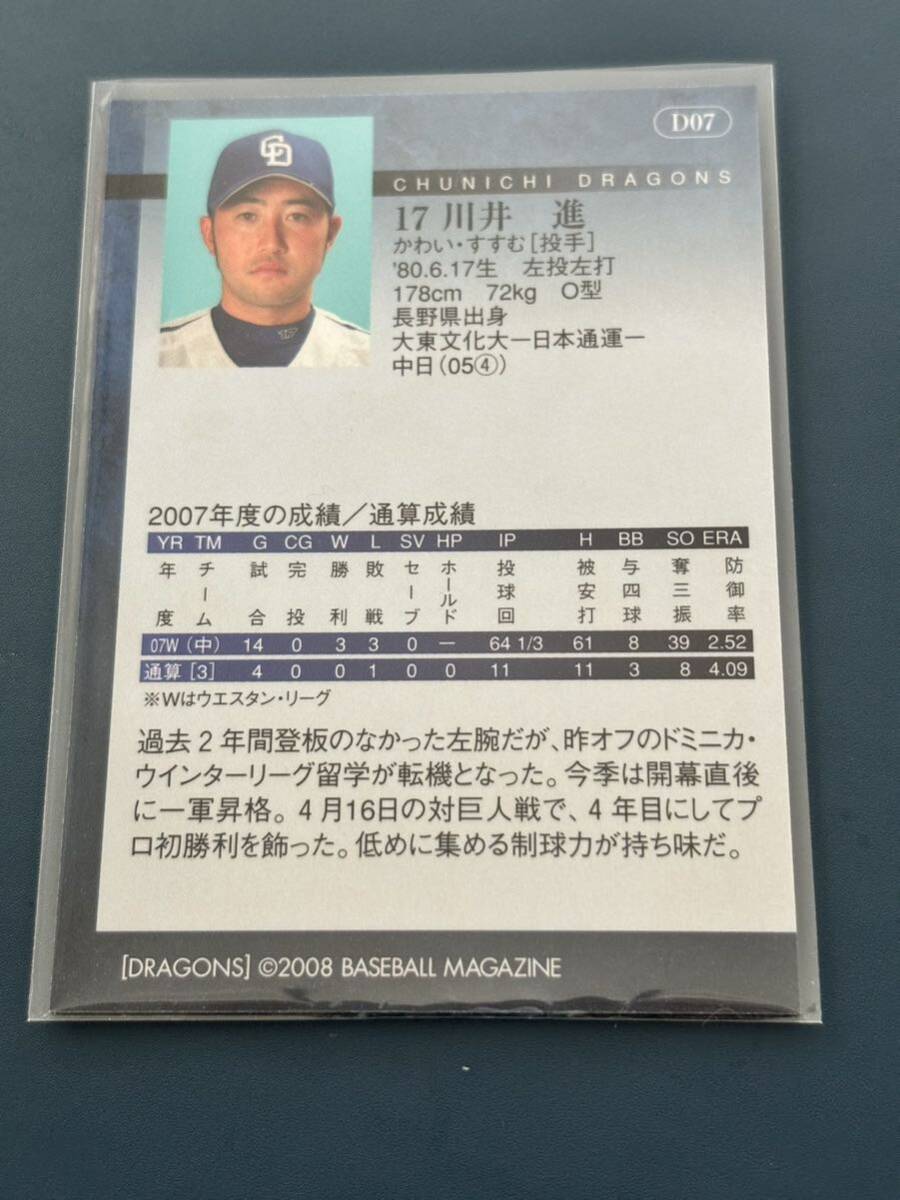 D07
CHUNICHI DRAGONS
17 川井 進
かわい・すすむ[投手]
'80.6.17生 左投左打
178cm 72kg O型
長野県出身
大東文化大ー日本通運ー
中日(05④)
2007年度の成績／通算成績
YR TM G CG W L SV HP IP H BB SO ERA
年度 チーム 試合 完投 勝利 敗戦 セーブ ホールド 投球回 被安打 与四球 奪三振 防御率
07W (中) 14 0 3 3 0 — 64 1/3 61 8 39 2.52
通算 [3] 4 0 0 1 0 0 11 11 3 8 4.09
※Wはウエスタン・リーグ
過去2年間登板のなかった左腕だが、昨オフのドミニカ・
ウインターリーグ留学が転機となった。今季は開幕直後
に一軍昇格。4月16日の対巨人戦で、4年目にしてプ
ロ初勝利を飾った。低めに集める制球力が持ち味だ。
[DRAGONS] ©2008 BASEBALL MAGAZINE